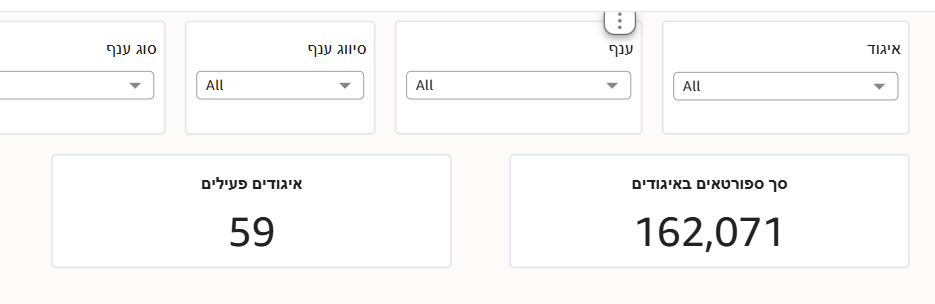 איגוד
All
ענף
All
סיווג ענף
All
סוג ענף
סך ספורטאים באיגודים
162,071
איגודים פעילים
59